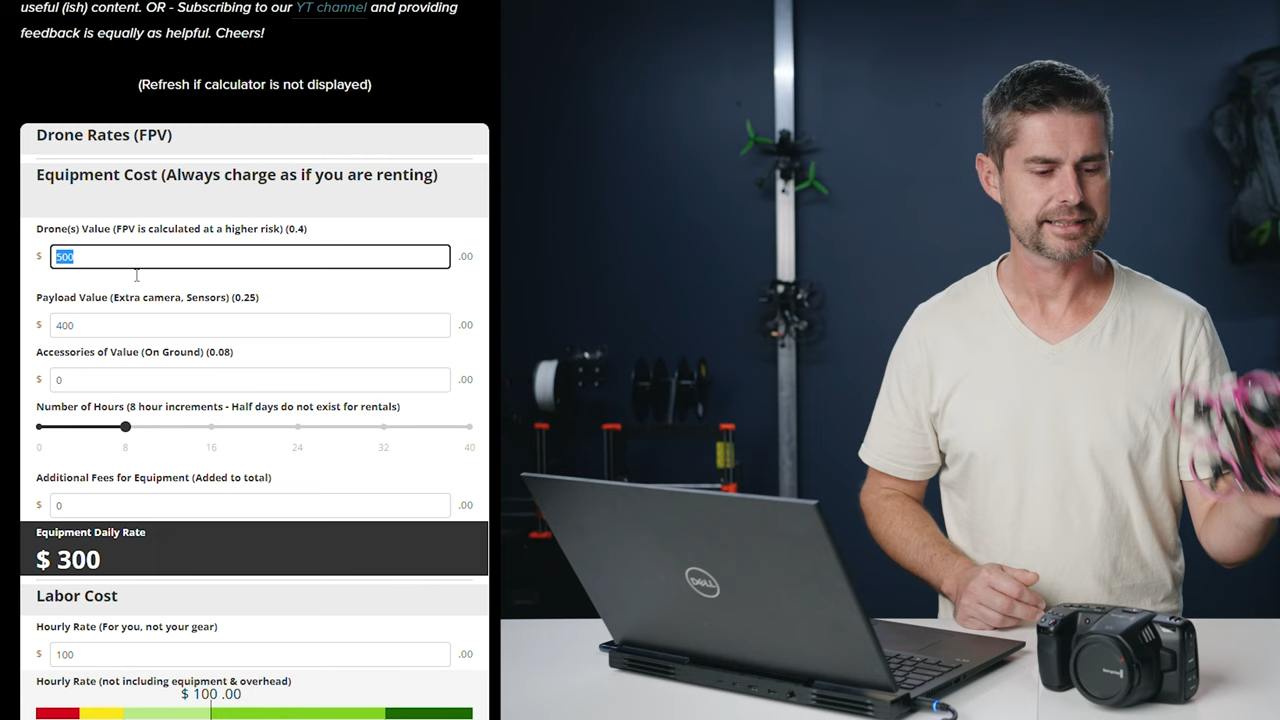 useful (ish) content. OR - Subscribing to our YT channel and providing
feedback is equally as helpful. Cheers!
(Refresh if calculator is not displayed)
Drone Rates (FPV)
Equipment Cost (Always charge as if you are renting)
Drone(s) Value (FPV is calculated at a higher risk) (0.4)
$ 500 .00
Payload Value (Extra camera, Sensors) (0.25)
$ 400 .00
Accessories of Value (On Ground) (0.08)
$ 0 .00
Number of Hours (8 hour increments - Half days do not exist for rentals)
0 8 16 24 32 40
Additional Fees for Equipment (Added to total)
$ 0 .00
Equipment Daily Rate
$ 300
Labor Cost
Hourly Rate (For you, not your gear)
$ 100 .00
Hourly Rate (not including equipment & overhead)
$ 100 .00
DELL